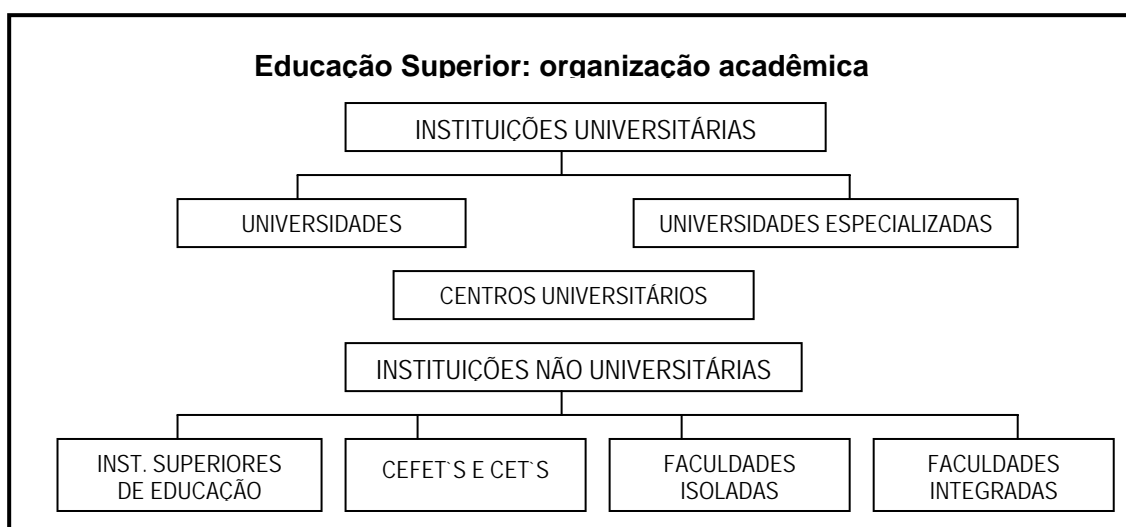 Educação Superior: organização acadêmica
INSTITUIÇÕES UNIVERSITÁRIAS
UNIVERSIDADES
UNIVERSIDADES ESPECIALIZADAS
CENTROS UNIVERSITÁRIOS
INSTITUIÇÕES NÃO UNIVERSITÁRIAS
INST. SUPERIORES
DE EDUCAÇÃO
CEFET`S E CET`S
FACULDADES
ISOLADAS
FACULDADES
INTEGRADAS